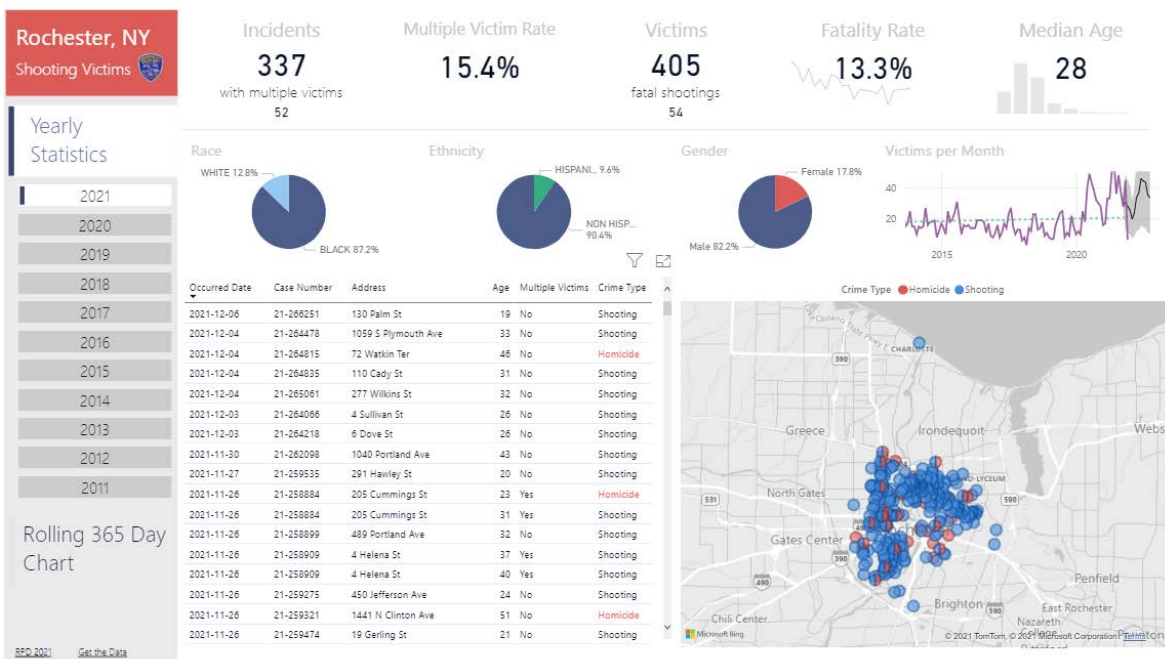 Rochester, NY
Shooting Victims
Yearly
Statistics
2021
2020
2019
2018
2017
2016
2015
2014
2013
2012
2011
Rolling 365 Day
Chart
RPD 2021 Get the Data
Incidents
337
with multiple victims
52
Multiple Victim Rate
15.4%
Victims
405
fatal shootings
54
Fatality Rate
13.3%
Median Age
28
Race
WHITE 12.8%
BLACK 87.2%
Ethnicity
HISPANI... 9.6%
NON HISP...
90.4%
Gender
Female 17.8%
Male 82.2%
Victims per Month
40
20
2015 2020
Occurred Date Case Number Address Age Multiple Victims Crime Type
2021-12-06 21-266251 130 Palm St 19 No Shooting
2021-12-04 21-264478 1059 S Plymouth Ave 33 No Shooting
2021-12-04 21-264815 72 Watkin Ter 46 No Homicide
2021-12-04 21-264835 110 Cady St 31 No Shooting
2021-12-04 21-265061 277 Wilkins St 32 No Shooting
2021-12-03 21-264066 4 Sullivan St 26 No Shooting
2021-12-03 21-264218 6 Dove St 26 No Shooting
2021-11-30 21-262098 1040 Portland Ave 43 No Shooting
2021-11-27 21-259535 291 Hawley St 20 No Shooting
2021-11-26 21-258884 205 Cummings St 23 Yes Homicide
2021-11-26 21-258884 205 Cummings St 31 Yes Shooting
2021-11-26 21-258899 489 Portland Ave 32 No Shooting
2021-11-26 21-258909 4 Helena St 37 Yes Shooting
2021-11-26 21-258909 4 Helena St 40 Yes Shooting
2021-11-26 21-259275 450 Jefferson Ave 24 No Shooting
2021-11-26 21-259321 1441 N Clinton Ave 51 No Homicide
2021-11-26 21-259474 19 Gerling St 21 No Shooting
Crime Type Homicide Shooting
CHARLOTTE
390
Greece Irondequoit Webs
North Gates
531
590
Gates Center
390
490
Penfield
Brighton
590
East Rochester
Chili Center
Nazareth
Microsoft Bing
© 2021 TomTom, © 2021 Microsoft Corporation Terms